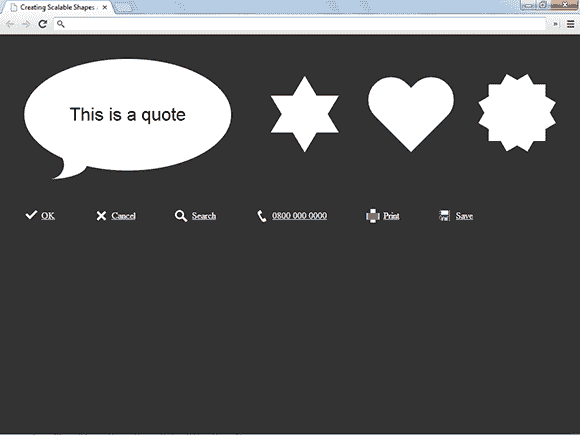 Creating Scalable Shapes
This is a quote
OK
Cancel
Search
0800 000 0000
Print
Save